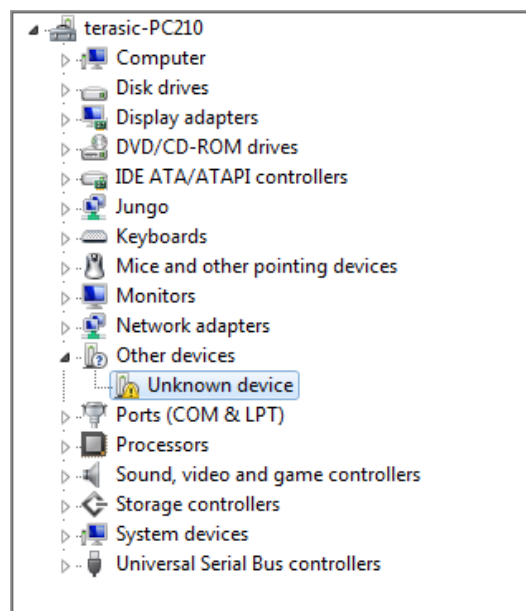 terasic-PC210
Computer
Disk drives
Display adapters
DVD/CD-ROM drives
IDE ATA/ATAPI controllers
Jungo
Keyboards
Mice and other pointing devices
Monitors
Network adapters
Other devices
Unknown device
Ports (COM & LPT)
Processors
Sound, video and game controllers
Storage controllers
System devices
Universal Serial Bus controllers